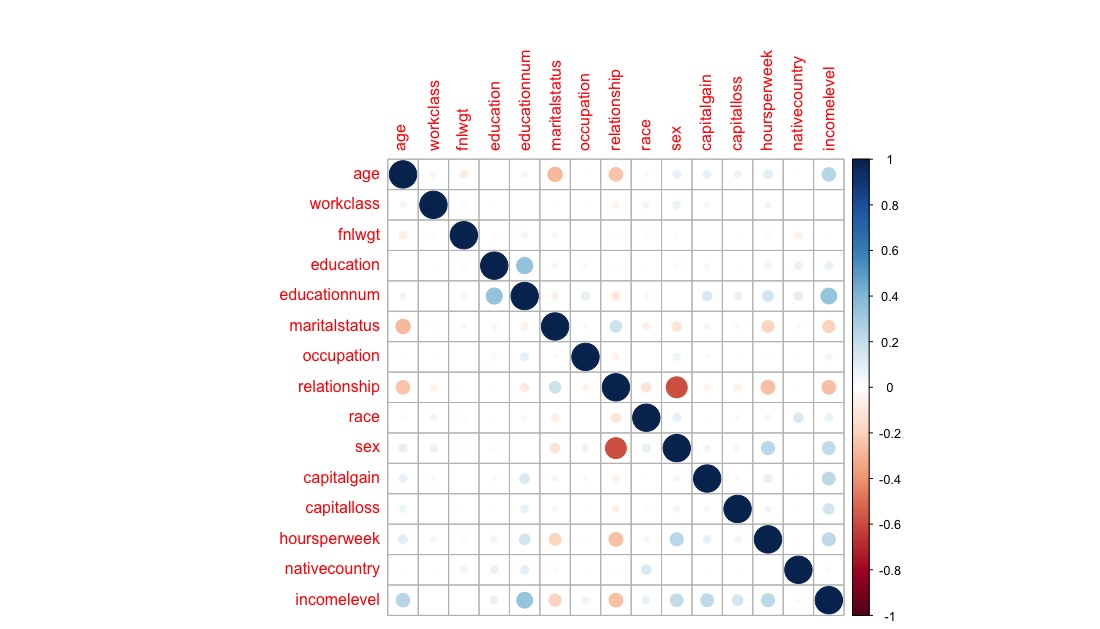 age
workclass
fnlwgt
education
educationnum
maritalstatus
occupation
relationship
race
sex
capitalgain
capitalloss
hoursperweek
nativecountry
incomelevel
age
workclass
fnlwgt
education
educationnum
maritalstatus
occupation
relationship
race
sex
capitalgain
capitalloss
hoursperweek
nativecountry
incomelevel
1
0.8
0.6
0.4
0.2
0
-0.2
-0.4
-0.6
-0.8
-1